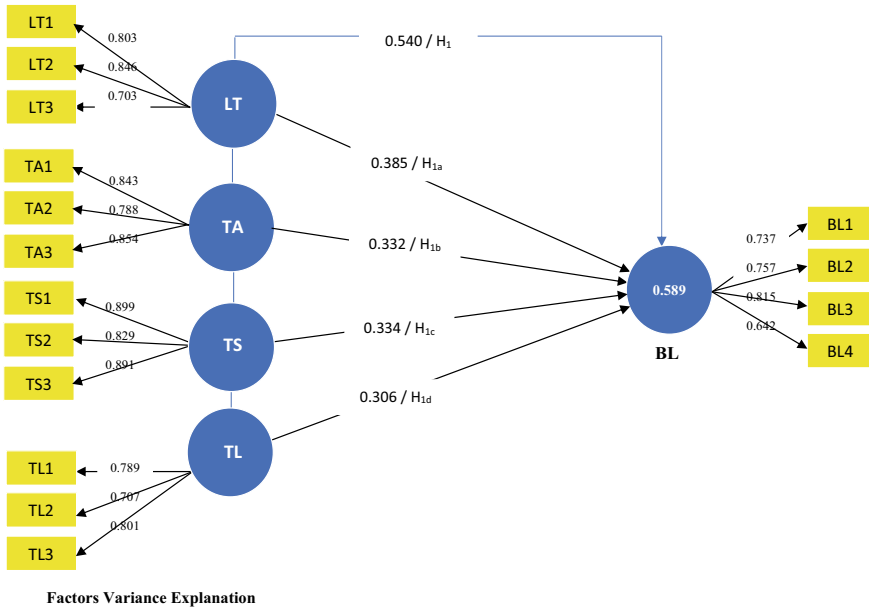 LT1
0.803
LT2
0.846
LT3
0.703
LT
0.540 / H1
0.385 / H1a
TA1
0.843
TA2
0.788
TA3
0.854
TA
0.332 / H1b
TS1
0.899
TS2
0.829
TS3
0.891
TS
0.334 / H1c
TL1
0.789
TL2
0.707
TL3
0.801
TL
0.306 / H1d
0.589
BL
0.737
BL1
0.757
BL2
0.815
BL3
0.642
BL4
Factors Variance Explanation